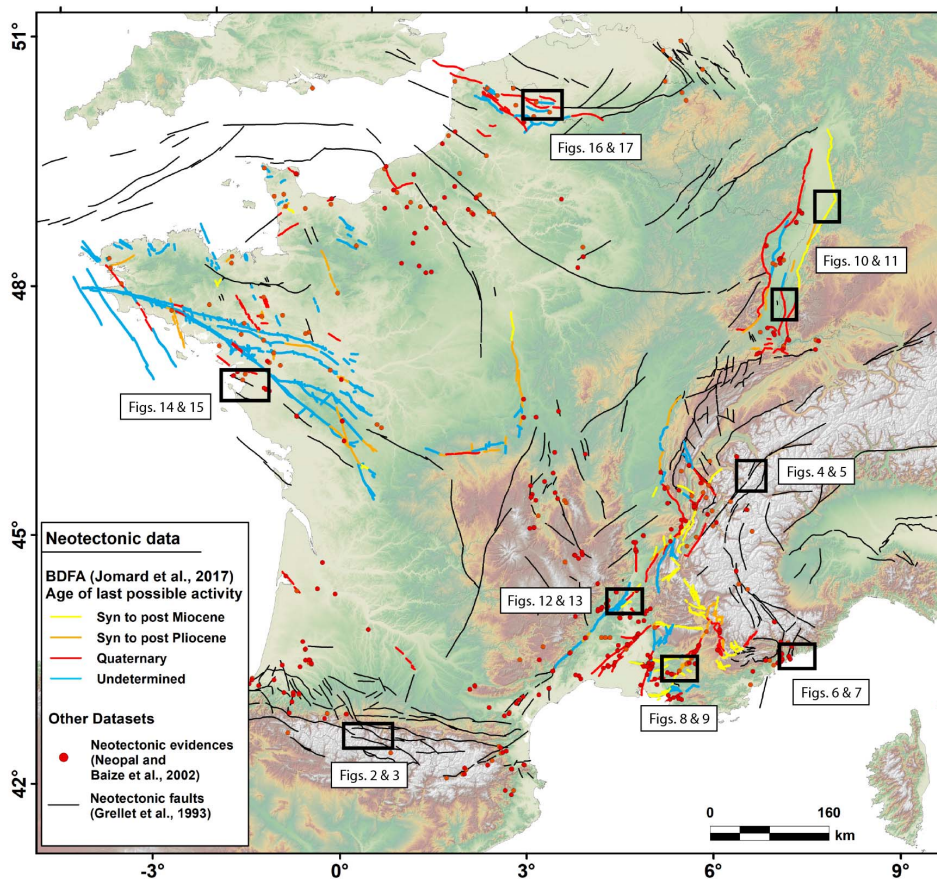 51°
48°
45°
42°
Figs. 16 & 17
Figs. 10 & 11
Figs. 14 & 15
Figs. 4 & 5
Figs. 12 & 13
Figs. 6 & 7
Figs. 8 & 9
Figs. 2 & 3
Neotectonic data
BDFA (Jomard et al., 2017)
Age of last possible activity
Syn to post Miocene
Syn to post Pliocene
Quaternary
Undetermined
Other Datasets
Neotectonic evidences
(Neopal and
Baize et al., 2002)
Neotectonic faults
(Grellet et al., 1993)
0 160
km
-3° 0° 3° 6° 9°